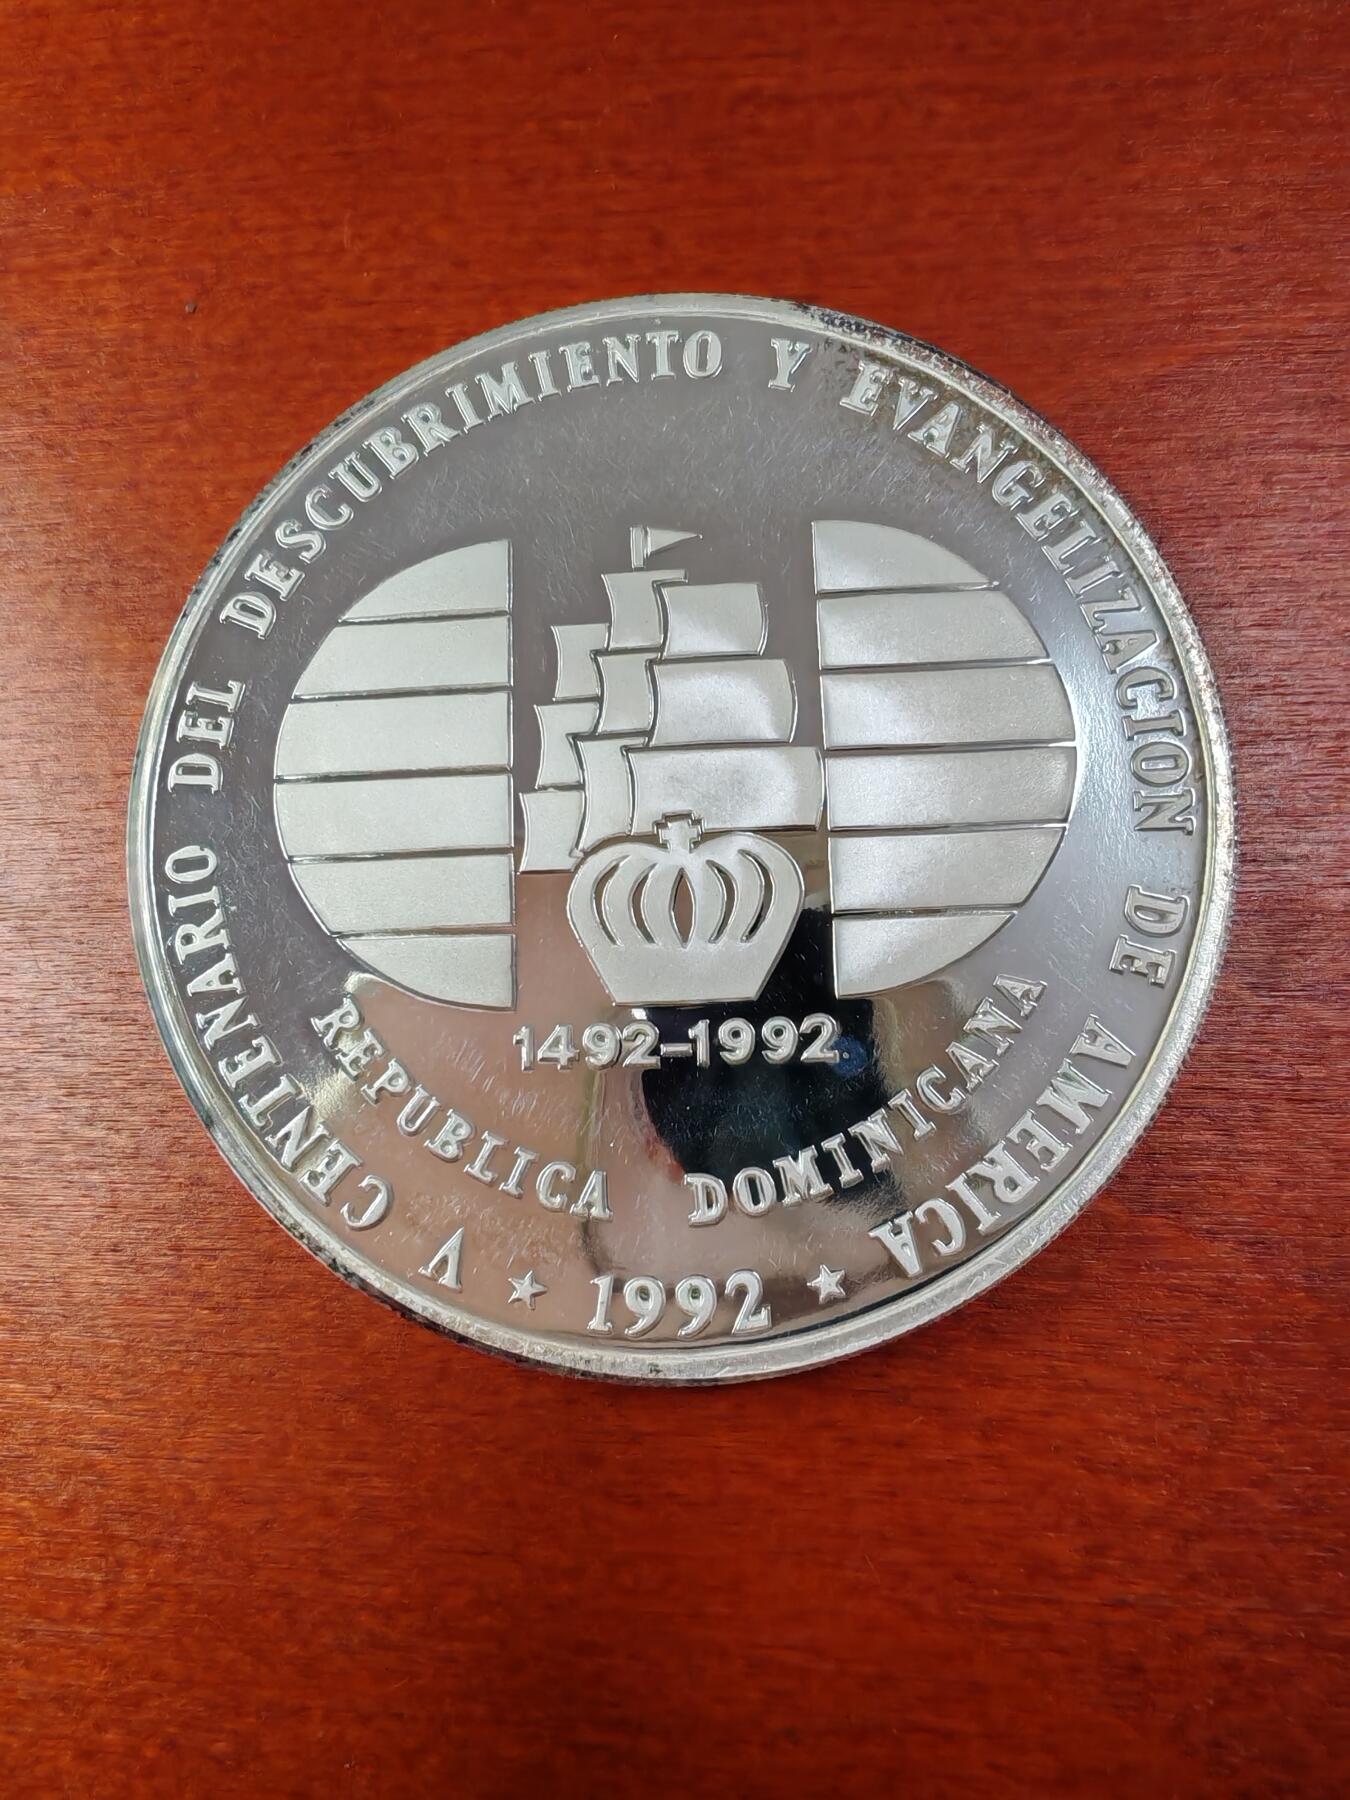 V CENTENARIO DEL DESCUBRIMIENTO Y EVANGELIZACION DE AMERICA
1492-1992
REPUBLICA DOMINICANA
★ 1992 ★